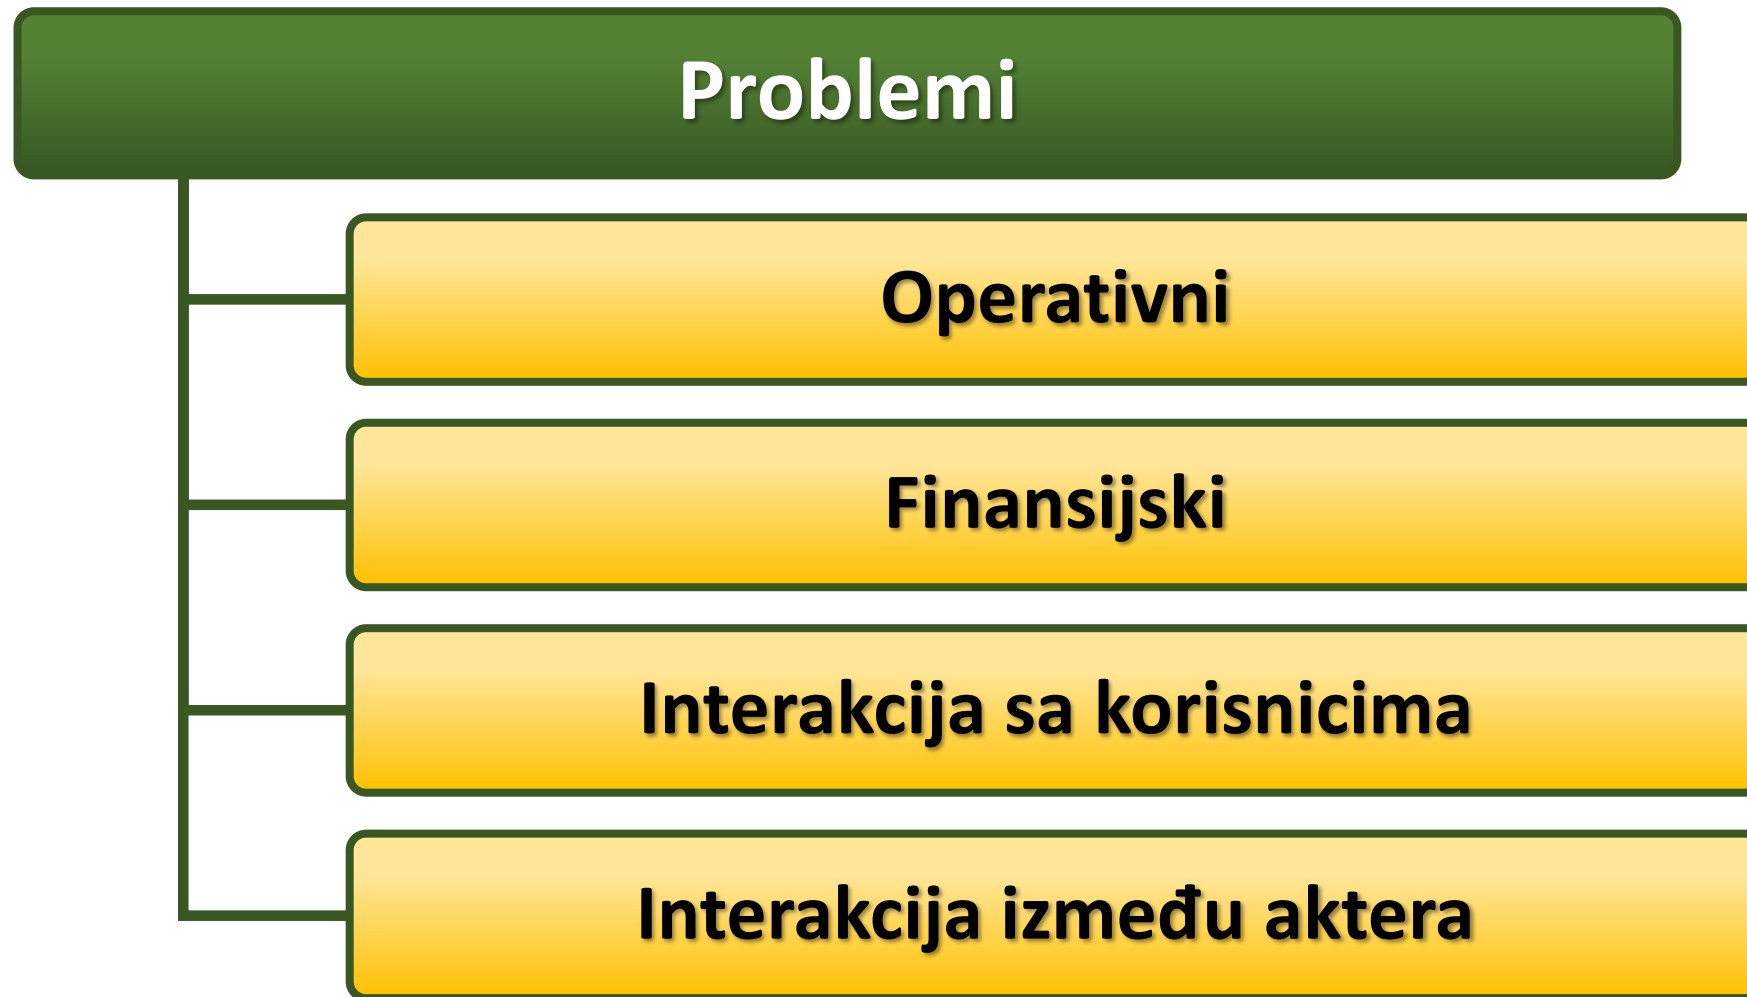 Problemi
Operativni
Finansijski
Interakcija sa korisnicima
Interakcija između aktera